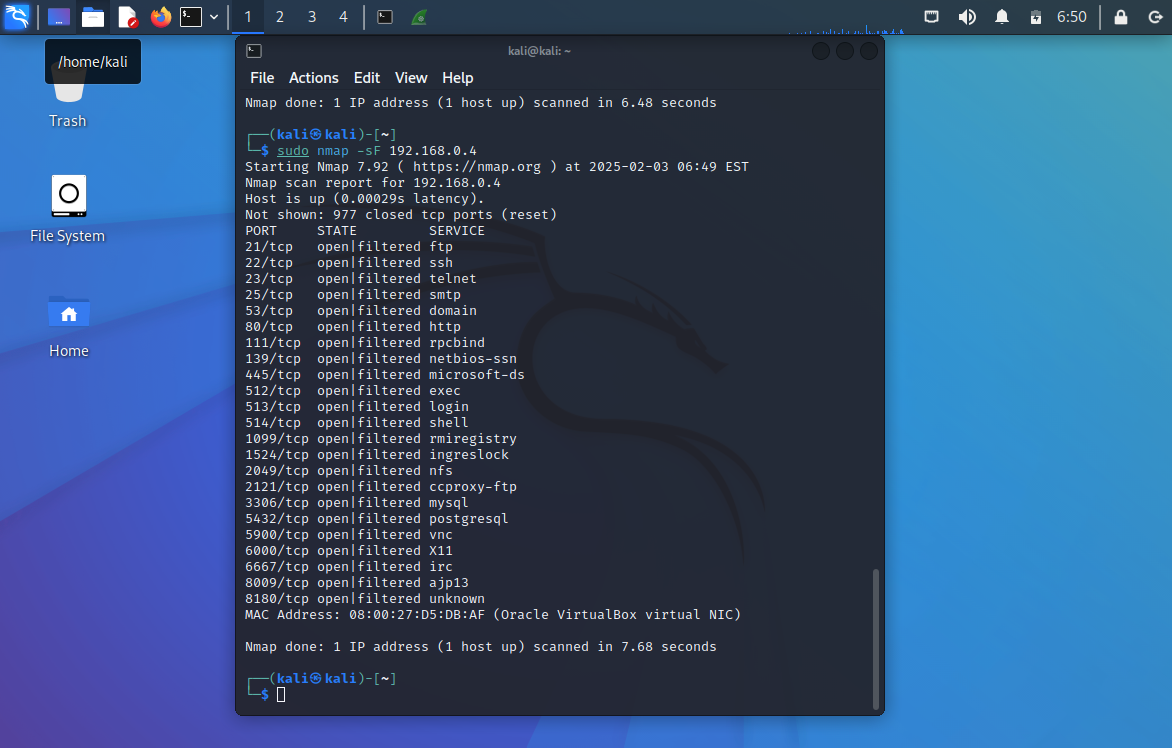 1 2 3 4 6:50
/home/kali
Trash
File System
Home
kali@kali: ~
File Actions Edit View Help
Nmap done: 1 IP address (1 host up) scanned in 6.48 seconds
┌──(kali㉿kali)-[~]
└─$ sudo nmap -sF 192.168.0.4
Starting Nmap 7.92 ( https://nmap.org ) at 2025-02-03 06:49 EST
Nmap scan report for 192.168.0.4
Host is up (0.00029s latency).
Not shown: 977 closed tcp ports (reset)
PORT     STATE         SERVICE
21/tcp   open|filtered ftp
22/tcp   open|filtered ssh
23/tcp   open|filtered telnet
25/tcp   open|filtered smtp
53/tcp   open|filtered domain
80/tcp   open|filtered http
111/tcp  open|filtered rpcbind
139/tcp  open|filtered netbios-ssn
445/tcp  open|filtered microsoft-ds
512/tcp  open|filtered exec
513/tcp  open|filtered login
514/tcp  open|filtered shell
1099/tcp open|filtered rmiregistry
1524/tcp open|filtered ingreslock
2049/tcp open|filtered nfs
2121/tcp open|filtered ccproxy-ftp
3306/tcp open|filtered mysql
5432/tcp open|filtered postgresql
5900/tcp open|filtered vnc
6000/tcp open|filtered X11
6667/tcp open|filtered irc
8009/tcp open|filtered ajp13
8180/tcp open|filtered unknown
MAC Address: 08:00:27:D5:DB:AF (Oracle VirtualBox virtual NIC)
Nmap done: 1 IP address (1 host up) scanned in 7.68 seconds
┌──(kali㉿kali)-[~]
└─$